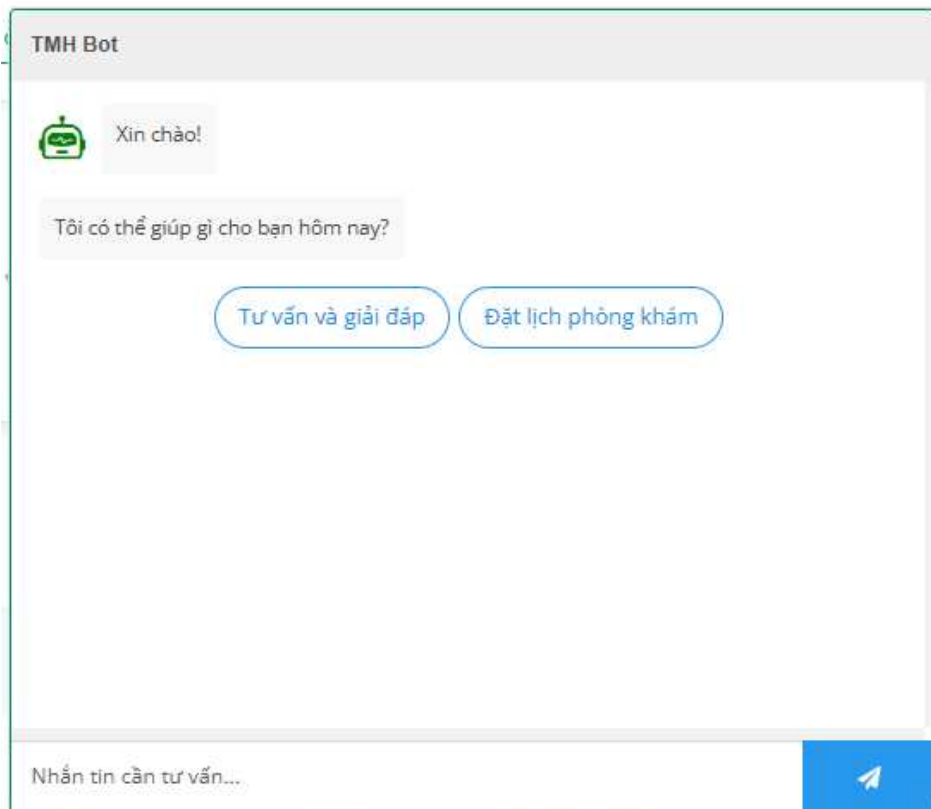 TMH Bot
Xin chào!
Tôi có thể giúp gì cho bạn hôm nay?
Tư vấn và giải đáp
Đặt lịch phòng khám
Nhắn tin cần tư vấn...